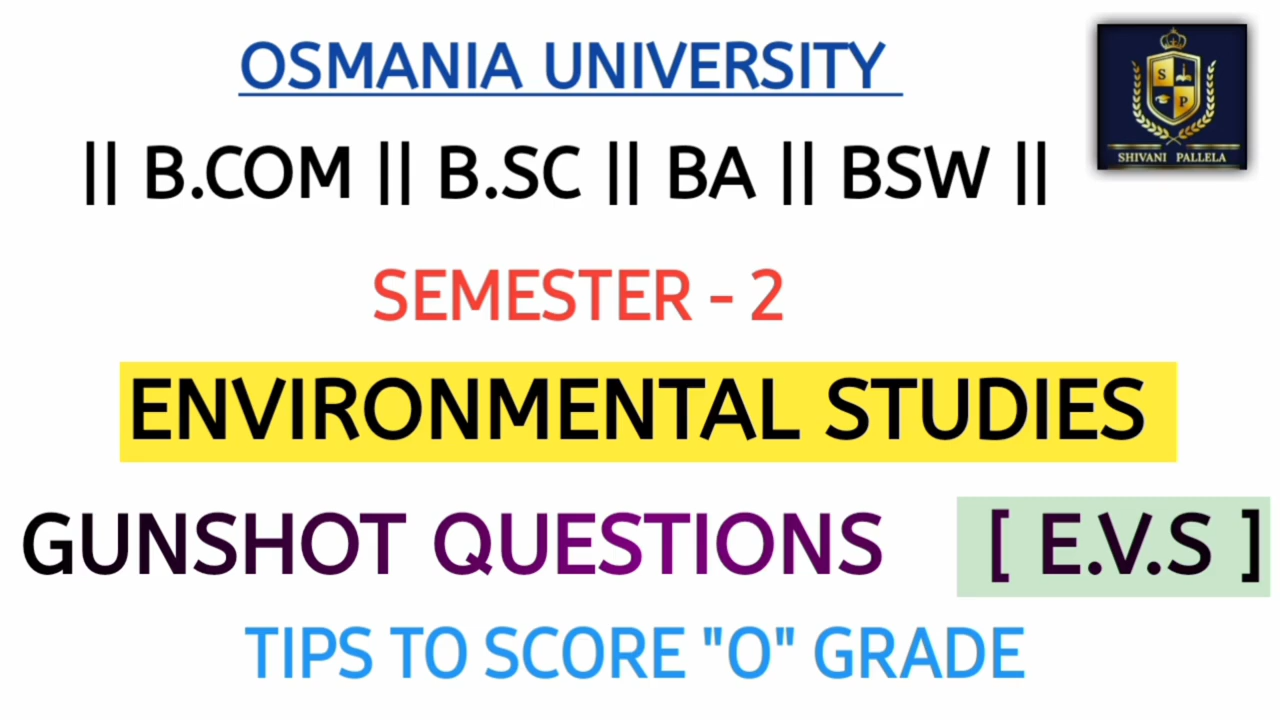 OSMANIA UNIVERSITY
|| B.COM || B.SC || BA || BSW ||
S P
SHIVANI PALLELA
SEMESTER - 2
ENVIRONMENTAL STUDIES
GUNSHOT QUESTIONS [ E.V.S ]
TIPS TO SCORE "O" GRADE